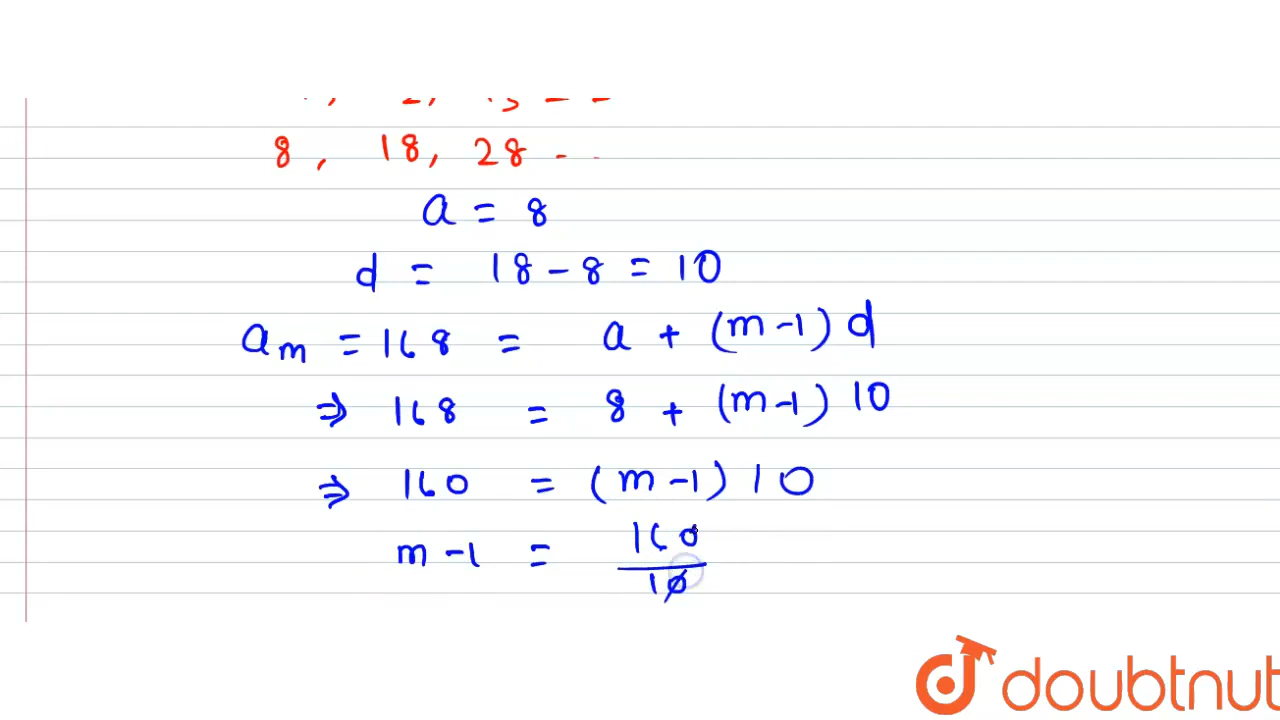 8, 18, 28 - -
a = 8
d = 18 - 8 = 10
am = 168 = a + (m-1) d
⇒ 168 = 8 + (m-1) 10
⇒ 160 = (m-1) 10
m-1 = 160/10
doubtnut